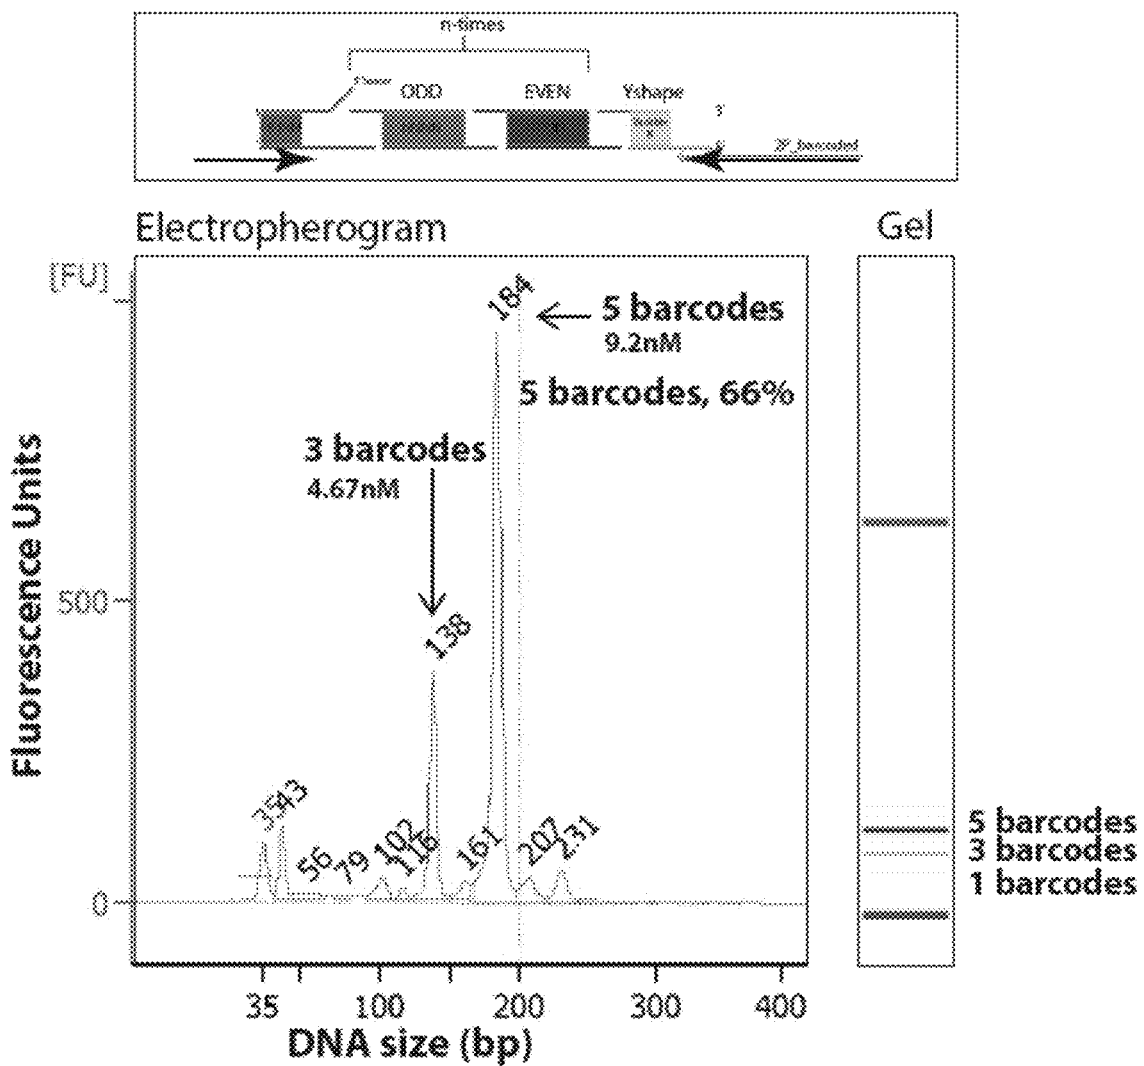 n-times
ODD
EVEN
Yshape
3'
2P_barcoded
Electropherogram
Gel
[FU]
184
5 barcodes
9.2nM
5 barcodes, 66%
3 barcodes
4.67nM
Fluorescence Units
500
138
35
43
56
79
102
116
161
207
231
0
5 barcodes
3 barcodes
1 barcodes
35
100
200
300
400
DNA size (bp)